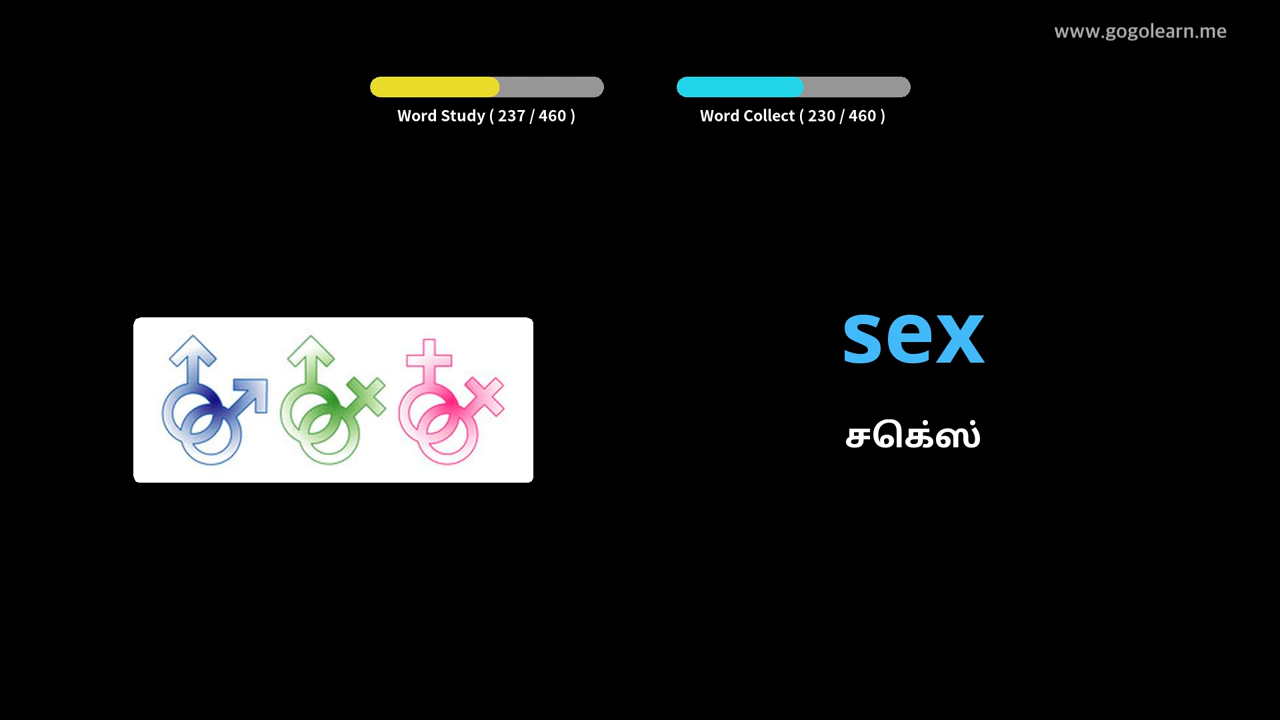 www.gogolearn.me
Word Study ( 237 / 460 )
Word Collect ( 230 / 460 )
sex
செக்ஸ்